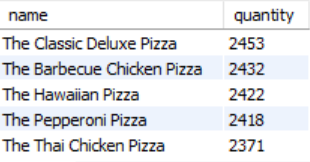 name quantity
The Classic Deluxe Pizza 2453
The Barbecue Chicken Pizza 2432
The Hawaiian Pizza 2422
The Pepperoni Pizza 2418
The Thai Chicken Pizza 2371